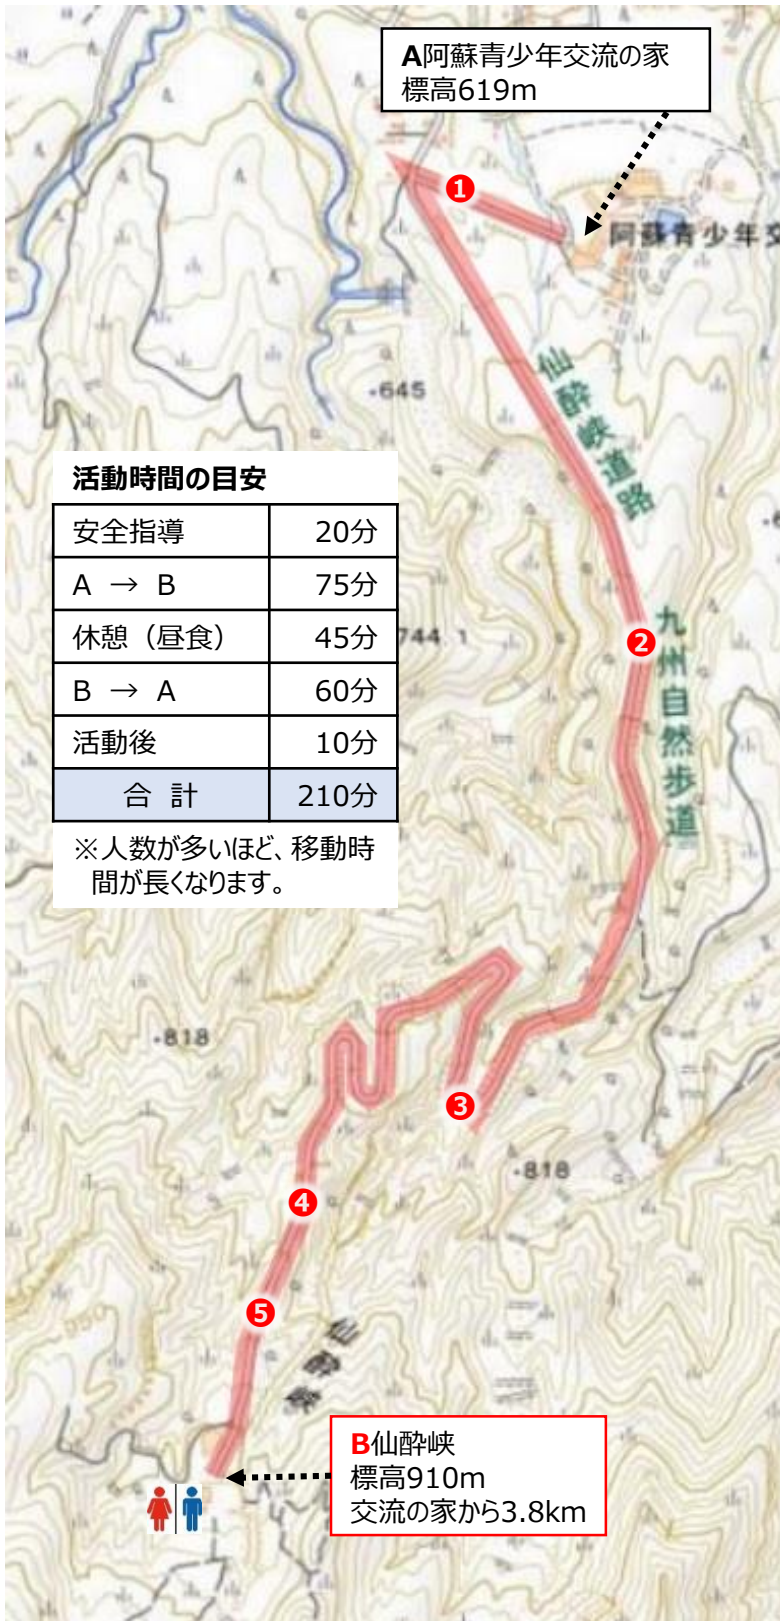 A阿蘇青少年交流の家
標高619m
❶
阿蘇青少年交
仙酔峡道路
・645
活動時間の目安
安全指導 20分
A → B 75分
休憩（昼食） 45分
B → A 60分
活動後 10分
合 計 210分
※人数が多いほど、移動時
間が長くなります。
744.1
❷
九州自然歩道
・818
❸
・818
❹
❺
仙酔峡
B仙酔峡
標高910m
交流の家から3.8km